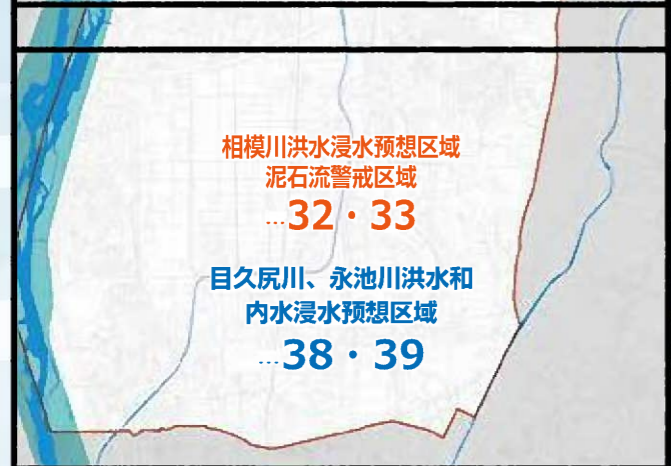 相模川洪水浸水预想区域
泥石流警戒区域
…32・33
目久尻川、永池川洪水和
内水浸水预想区域
…38・39